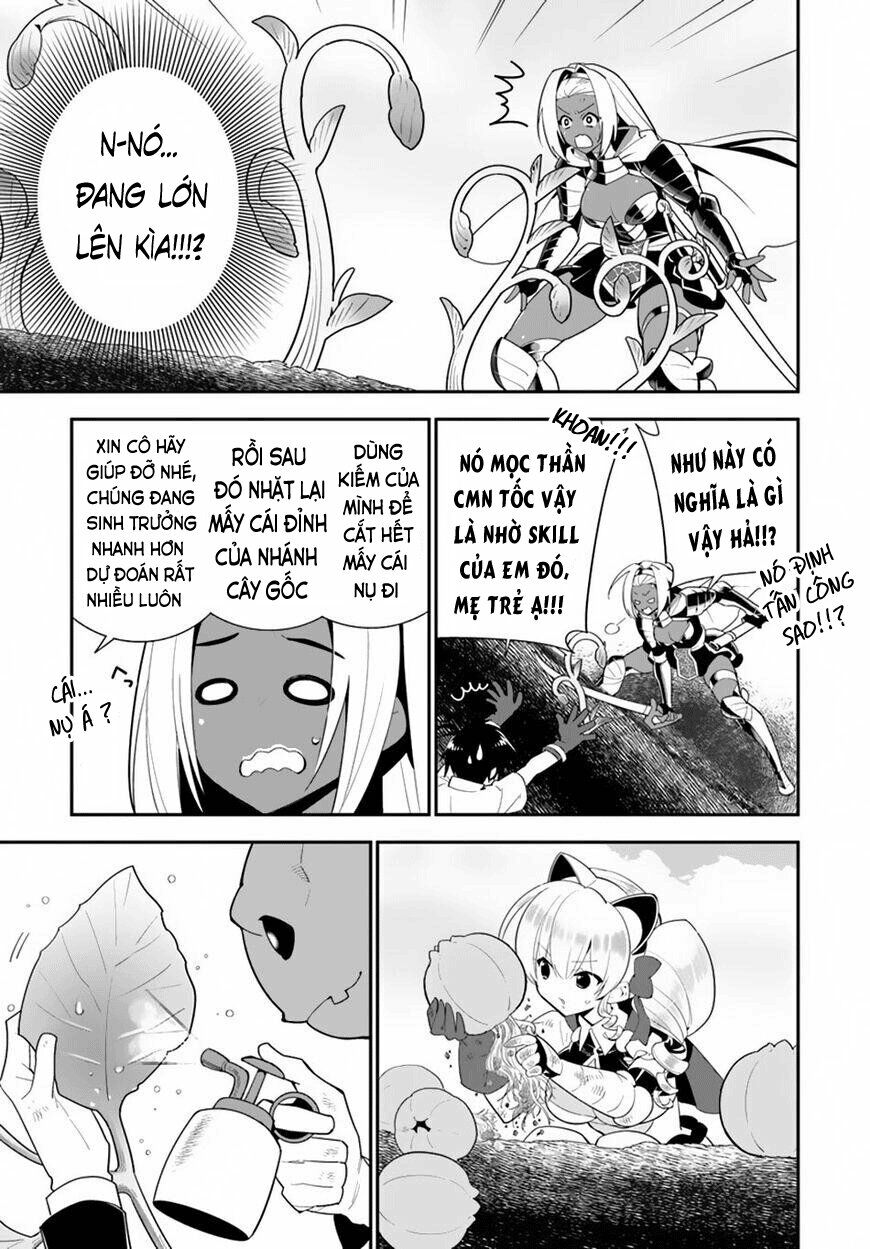 N-NÓ...
ĐANG LỚN
LÊN KÌA!!!?
KHOAN!!!
NHƯ NÀY CÓ
NGHĨA LÀ GÌ
VẬY HẢ!!?
NÓ ĐỊNH
TẤN CÔNG
SAO!!?
NÓ MỌC THẦN
CMN TỐC VẬY
LÀ NHỜ SKILL
CỦA EM ĐÓ,
MẸ TRẺ Ạ!!!
DÙNG
KIẾM CỦA
MÌNH ĐỂ
CẮT HẾT
MẤY CÁI
NỤ ĐI
RỒI SAU
ĐÓ NHẶT LẠI
MẤY CÁI ĐỈNH
CỦA NHÁNH
CÂY GỐC
XIN CÔ HÃY
GIÚP ĐỠ NHÉ,
CHÚNG ĐANG
SINH TRƯỞNG
NHANH HƠN
DỰ ĐOÁN RẤT
NHIỀU LUÔN
CÁI...
NỤ Á?